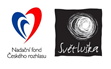 Nadační fond
Českého rozhlasu
Světluška